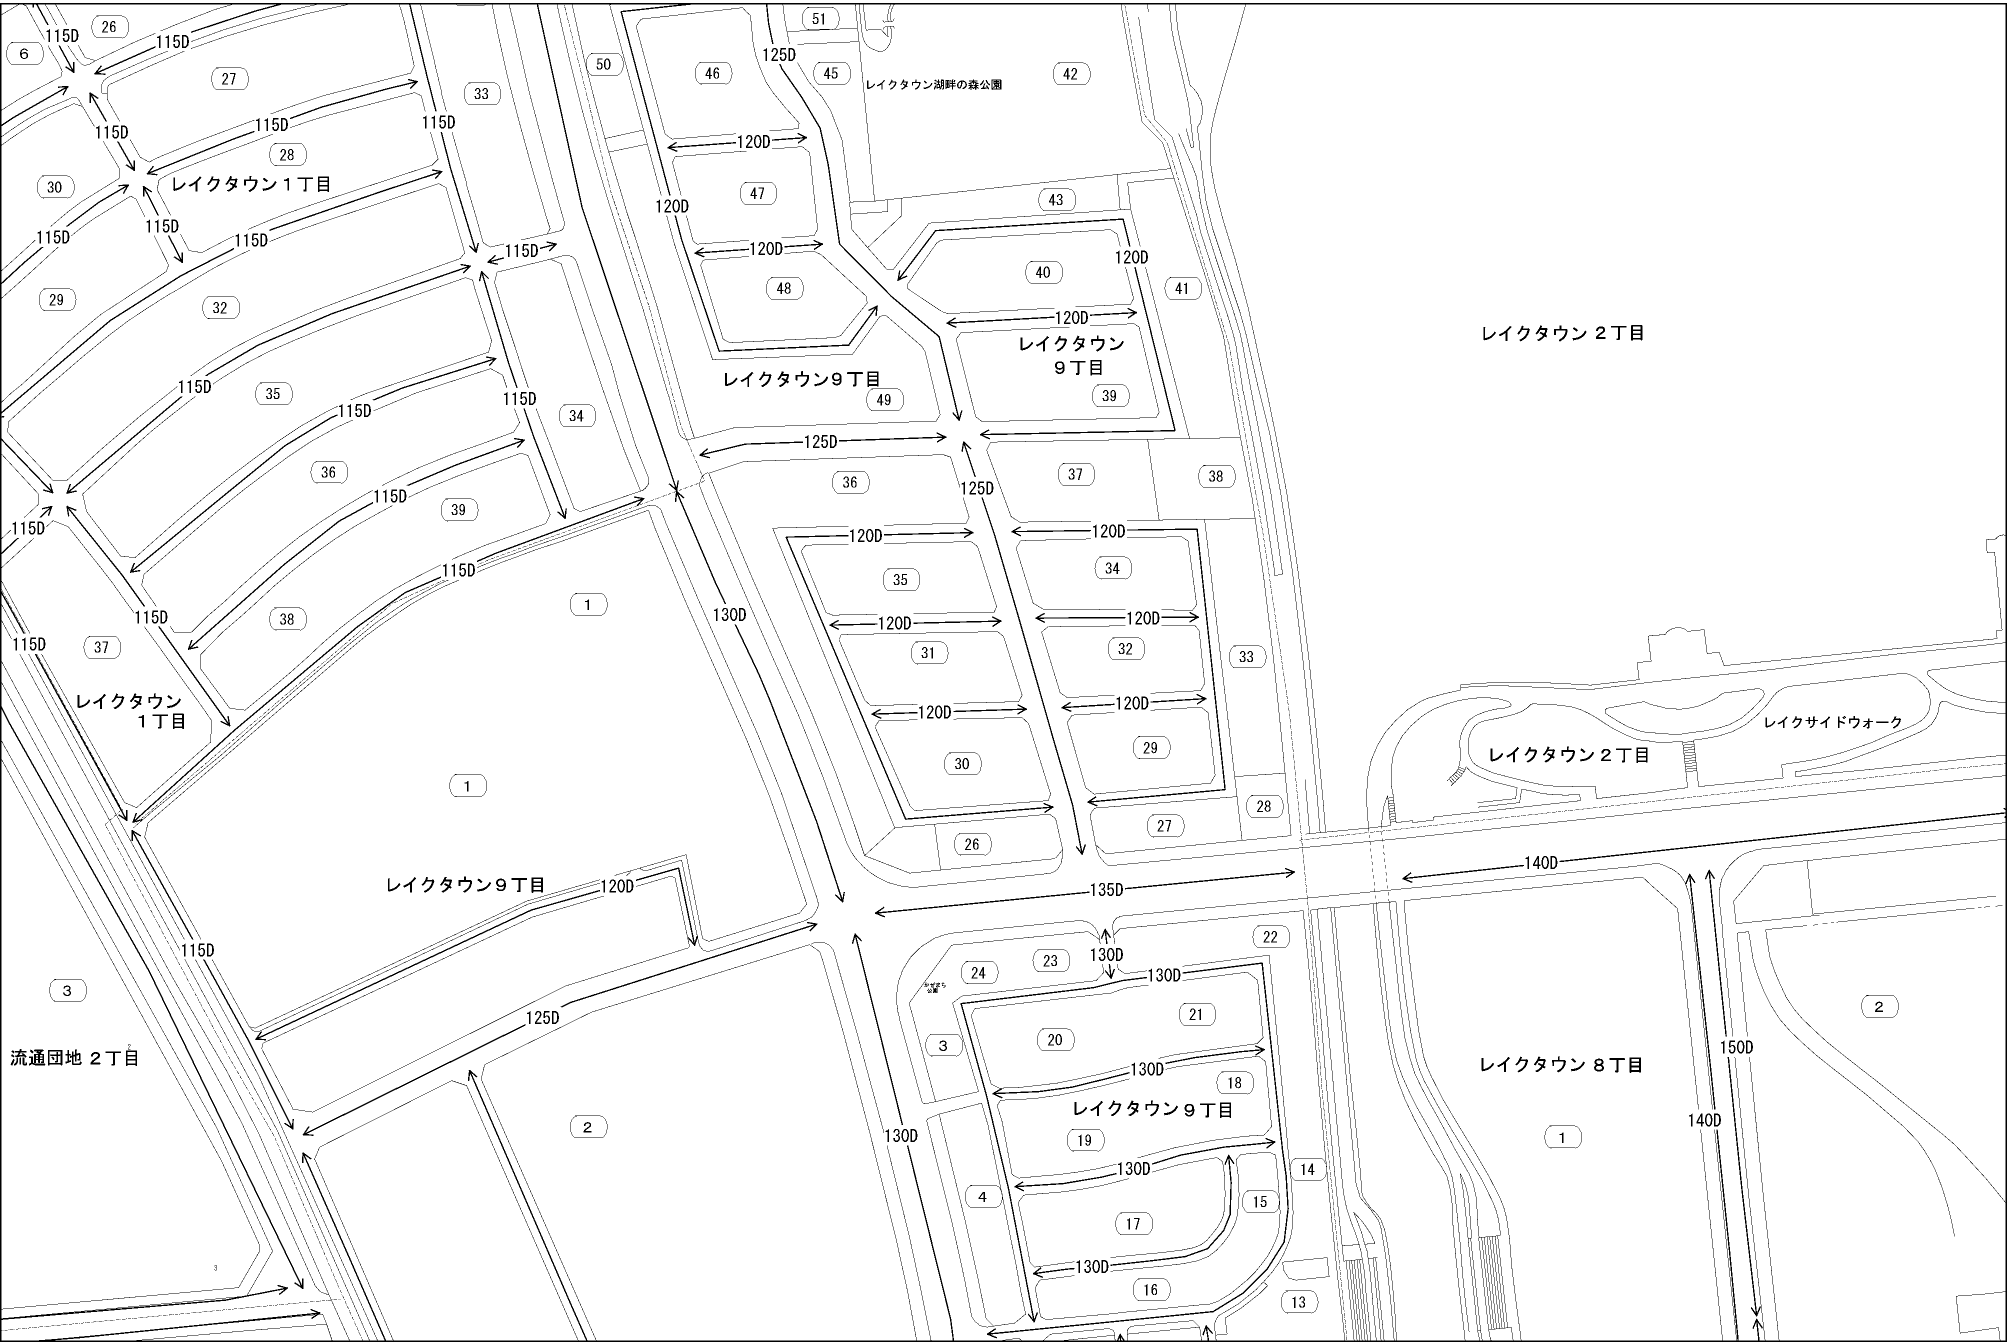 26
51
115D
115D
6
125D
50
46
45
42
27
レイクタウン湖畔の森公園
33
115D
115D
115D
120D
28
レイクタウン１丁目
30
47
43
120D
115D
115D
115D
120D
115D
120D
40
29
48
41
32
120D
レイクタウン
９丁目
レイクタウン２丁目
レイクタウン９丁目
115D
35
115D
49
39
115D
34
125D
36
36
37
38
125D
115D
39
115D
120D
120D
115D
34
35
1
130D
115D
38
120D
120D
115D
37
31
32
33
レイクタウン
１丁目
120D
120D
レイクサイドウォーク
29
レイクタウン２丁目
30
1
28
27
26
140D
レイクタウン９丁目
120D
135D
22
115D
130D
23
24
130D
かぜまち
公園
3
2
21
125D
20
3
150D
2
流通団地２丁目
130D
レイクタウン８丁目
18
レイクタウン９丁目
140D
2
130D
19
1
130D
14
4
15
17
130D
3
16
13